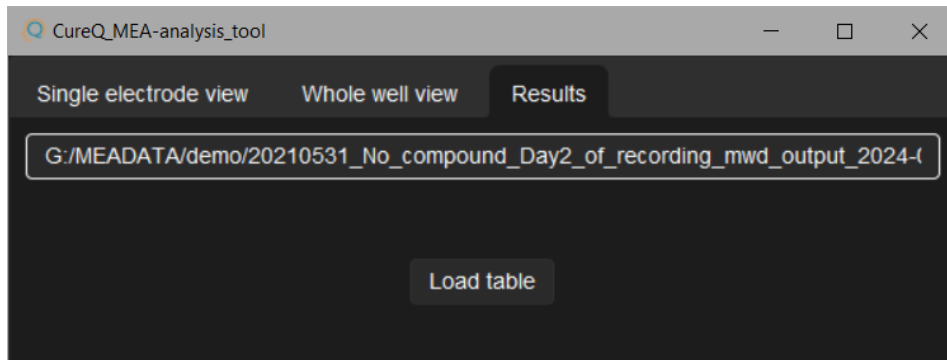 CureQ_MEA-analysis_tool
Single electrode view Whole well view Results
G:/MEADATA/demo/20210531_No_compound_Day2_of_recording_mwd_output_2024-
Load table